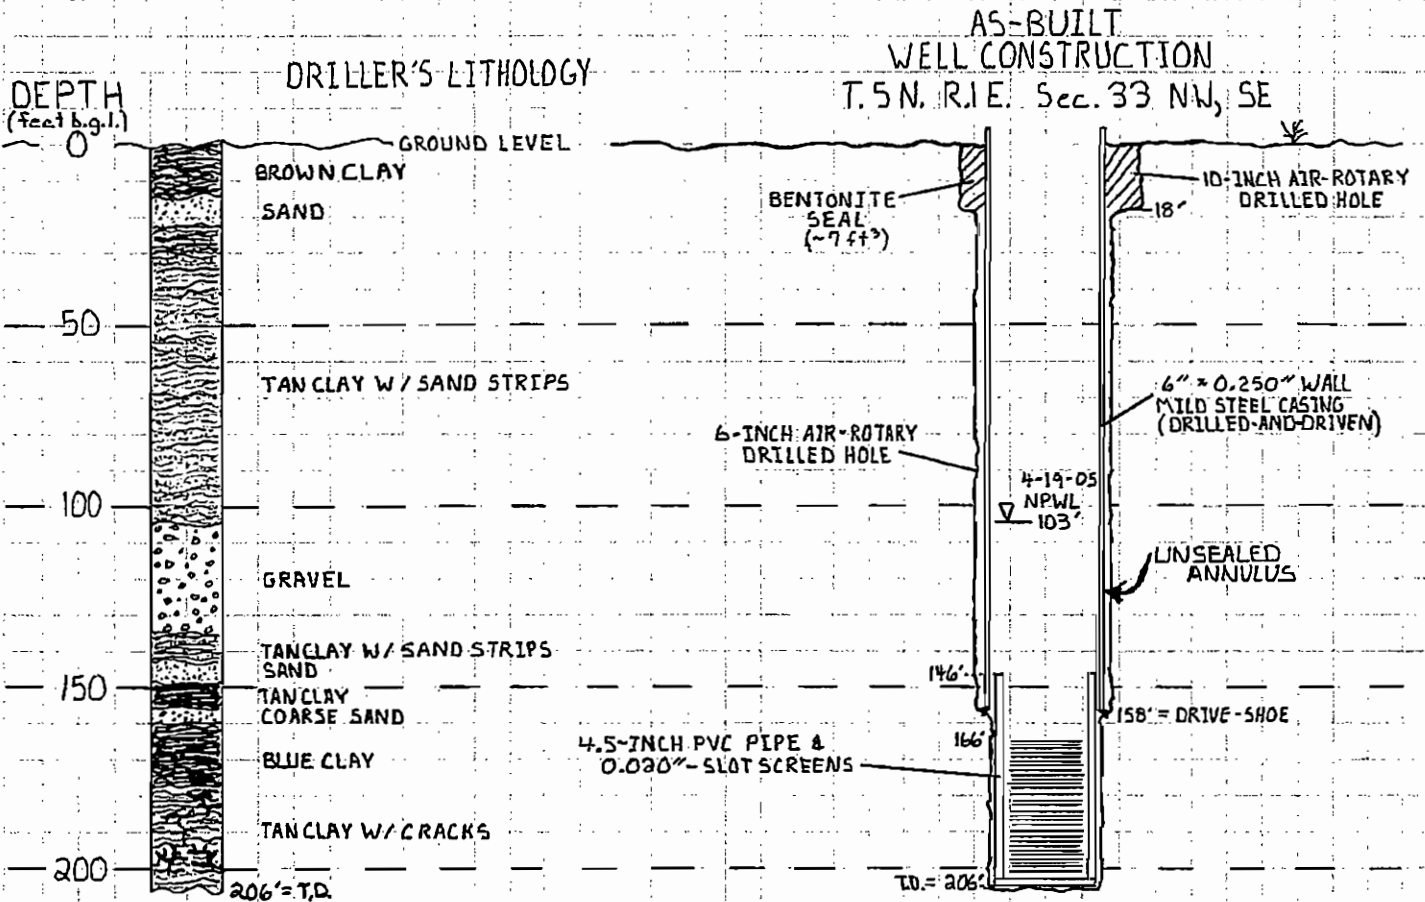 AS-BUILT
WELL CONSTRUCTION
T.5N. R.1E. Sec.33 NW, SE
DRILLER'S LITHOLOGY
DEPTH
(feet b.g.l.)
0
GROUND LEVEL
BROWN CLAY
SAND
50
TAN CLAY W/ SAND STRIPS
100
GRAVEL
TAN CLAY W/ SAND STRIPS
SAND
150
TAN CLAY
COARSE SAND
BLUE CLAY
TAN CLAY W/ CRACKS
200
206'=T.D.
BENTONITE
SEAL
(~7 ft³)
10-INCH AIR-ROTARY
DRILLED HOLE
18'
6" × 0.250" WALL
MILD STEEL CASING
(DRILLED-AND-DRIVEN)
6-INCH AIR-ROTARY
DRILLED HOLE
4-19-05
NPWL
103'
UNSEALED
ANNULUS
146'
158' = DRIVE-SHOE
166'
4.5-INCH PVC PIPE &
0.020"-SLOT SCREENS
T.D.= 206'